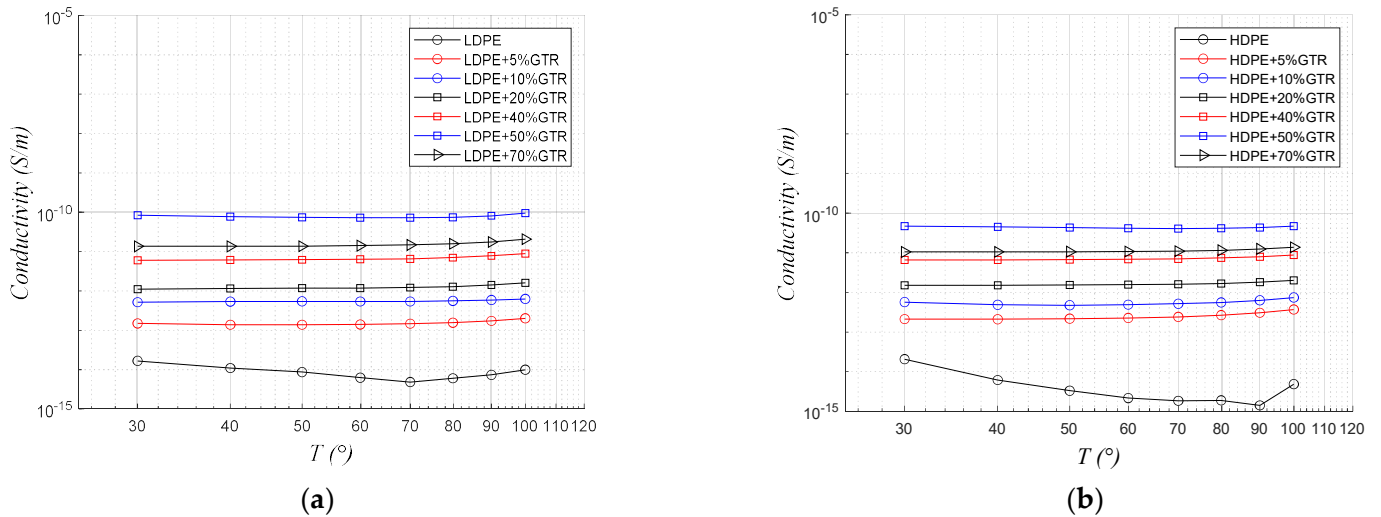 10-5
LDPE
LDPE+5%GTR
LDPE+10%GTR
LDPE+20%GTR
LDPE+40%GTR
LDPE+50%GTR
LDPE+70%GTR
Conductivity (S/m)
10-10
10-15
30 40 50 60 70 80 90 100 110 120
T (°)
(a)
10-5
HDPE
HDPE+5%GTR
HDPE+10%GTR
HDPE+20%GTR
HDPE+40%GTR
HDPE+50%GTR
HDPE+70%GTR
Conductivity (S/m)
10-10
10-15
30 40 50 60 70 80 90 100 110 120
T (°)
(b)